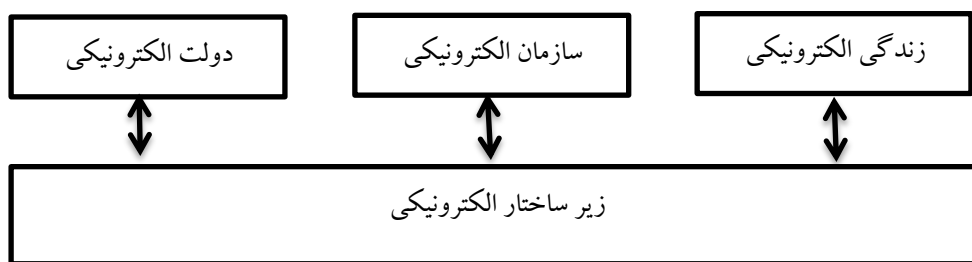 زندگی الکترونیکی
سازمان الکترونیکی
دولت الکترونیکی
زیر ساختار الکترونیکی